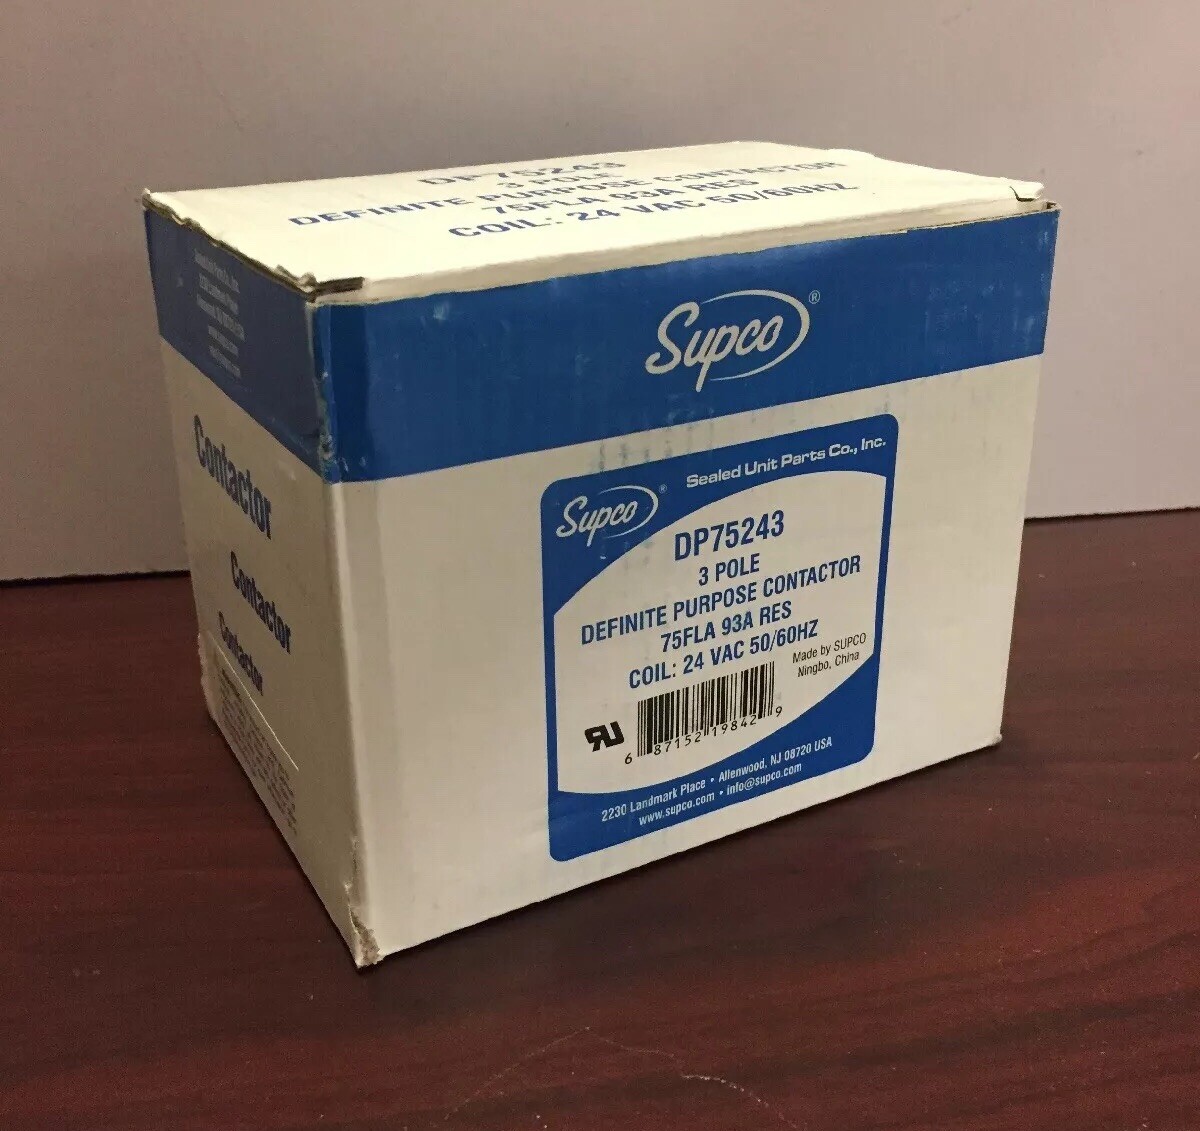 DP75243
3 POLE
DEFINITE PURPOSE CONTACTOR
75FLA 93A RES
COIL: 24 VAC 50/60HZ
Supco®
Contactor
Contactor
Contactor
Supco®
Sealed Unit Parts Co., Inc.
DP75243
3 POLE
DEFINITE PURPOSE CONTACTOR
75FLA 93A RES
COIL: 24 VAC 50/60HZ
Made by SUPCO
Ningbo, China
6 87152 19842 9
2230 Landmark Place • Allenwood, NJ 08720 USA
www.supco.com • info@supco.com